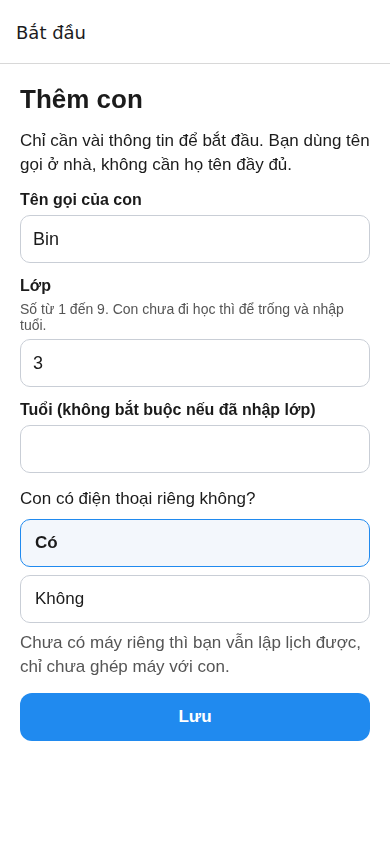 Bắt đầu
Thêm con
Chỉ cần vài thông tin để bắt đầu. Bạn dùng tên
gọi ở nhà, không cần họ tên đầy đủ.
Tên gọi của con
Bin
Lớp
Số từ 1 đến 9. Con chưa đi học thì để trống và nhập
tuổi.
3
Tuổi (không bắt buộc nếu đã nhập lớp)
Con có điện thoại riêng không?
Có
Không
Chưa có máy riêng thì bạn vẫn lập lịch được,
chỉ chưa ghép máy với con.
Lưu